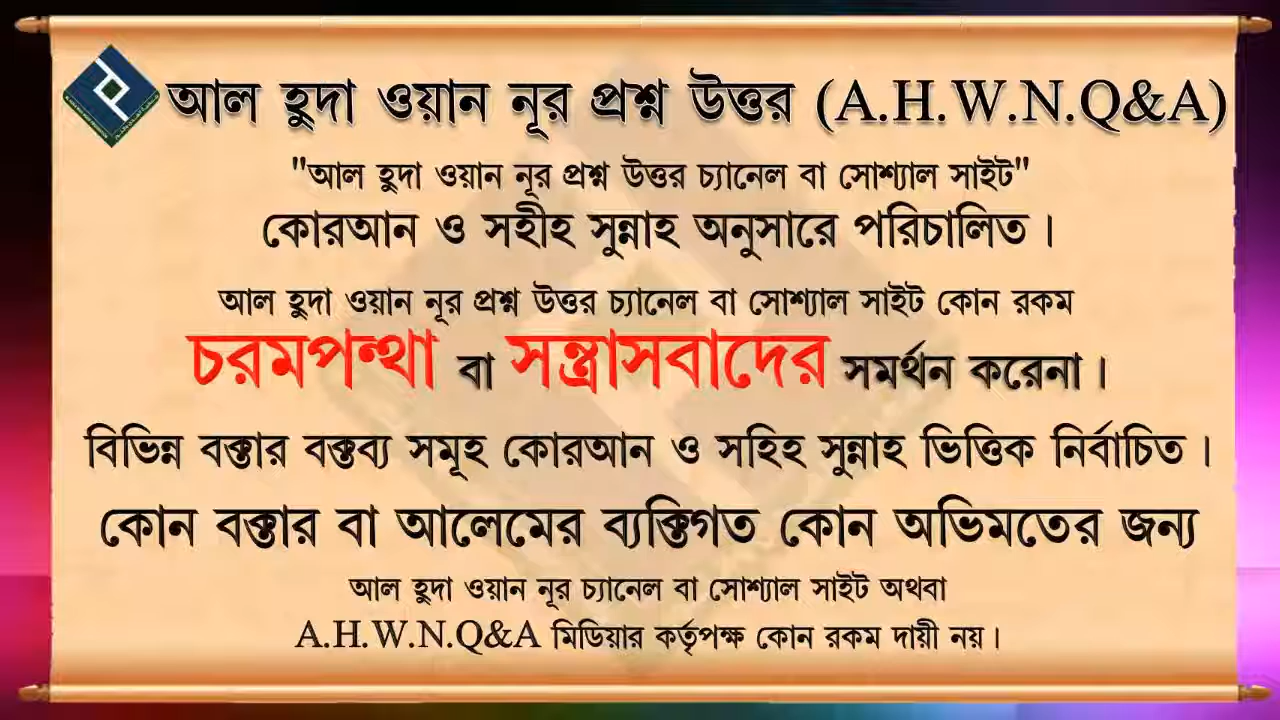 আল হুদা ওয়ান নূর প্রশ্ন উত্তর (A.H.W.N.Q&A)
"আল হুদা ওয়ান নূর প্রশ্ন উত্তর চ্যানেল বা সোশ্যাল সাইট"
কোরআন ও সহীহ সুন্নাহ অনুসারে পরিচালিত ।
আল হুদা ওয়ান নূর প্রশ্ন উত্তর চ্যানেল বা সোশ্যাল সাইট কোন রকম
চরমপন্থা বা সন্ত্রাসবাদের সমর্থন করেনা ।
বিভিন্ন বক্তার বক্তব্য সমূহ কোরআন ও সহিহ সুন্নাহ ভিত্তিক নির্বাচিত ।
কোন বক্তার বা আলেমের ব্যক্তিগত কোন অভিমতের জন্য
আল হুদা ওয়ান নূর চ্যানেল বা সোশ্যাল সাইট অথবা
A.H.W.N.Q&A মিডিয়ার কর্তৃপক্ষ কোন রকম দায়ী নয় ।